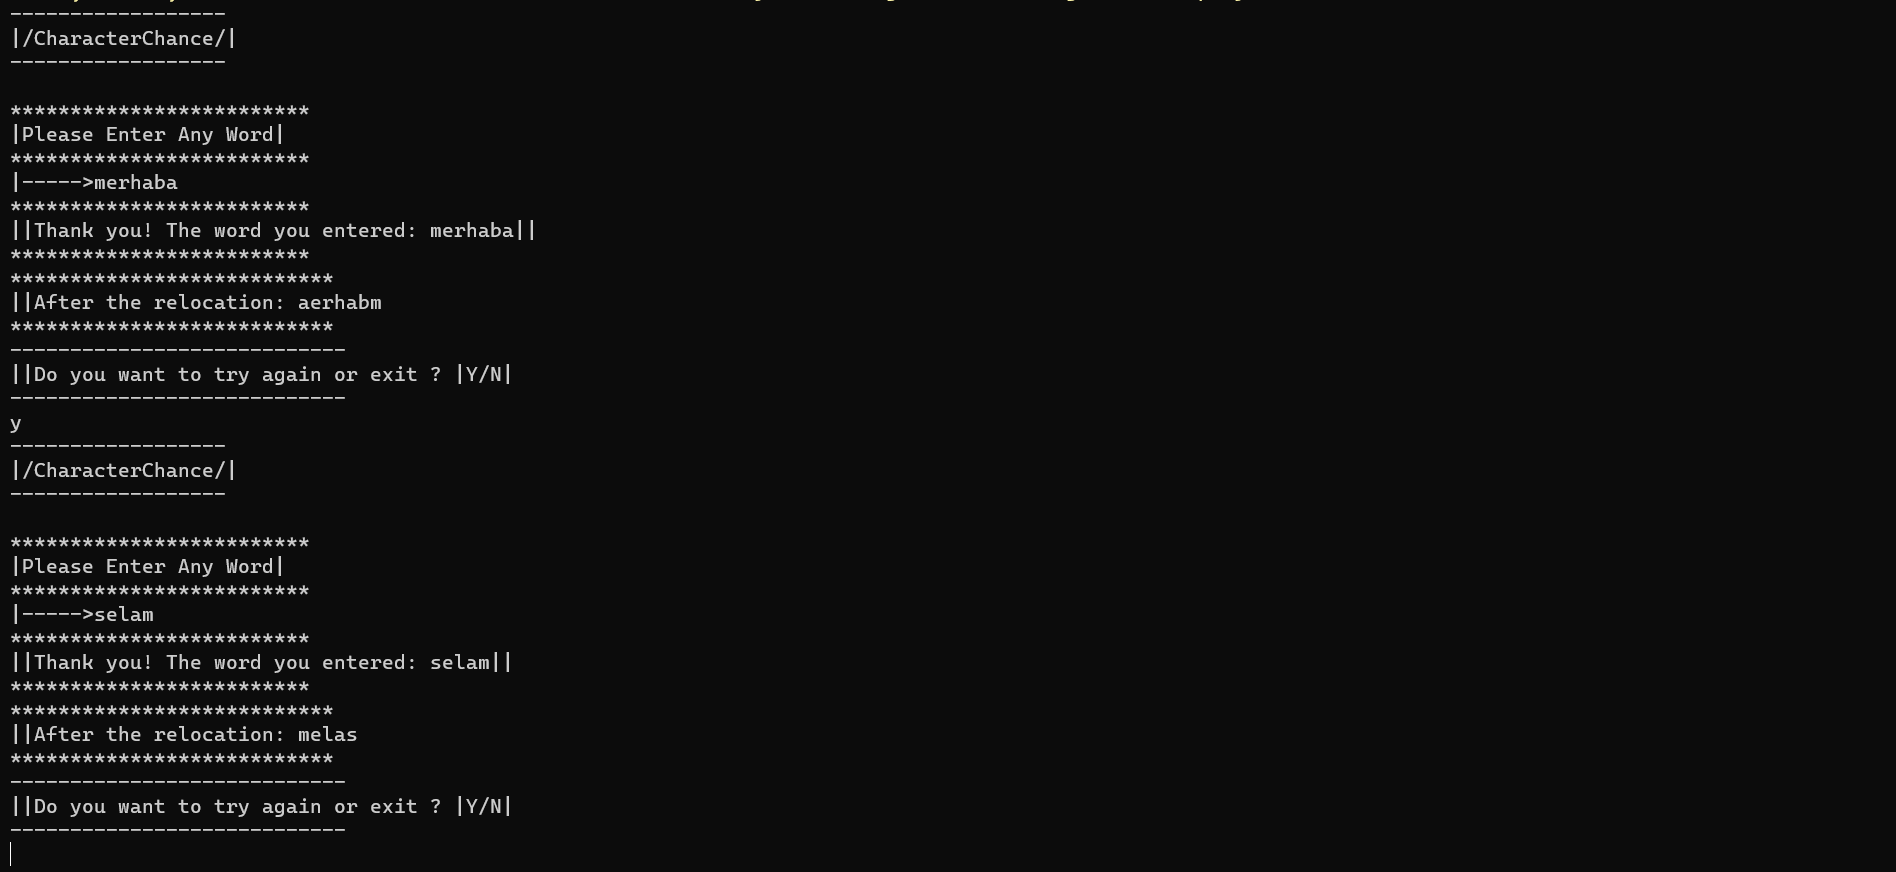 ------------------
|/CharacterChance/|
------------------
*************************
|Please Enter Any Word|
*************************
|----->merhaba
*************************
||Thank you! The word you entered: merhaba||
*************************
***************************
||After the relocation: aerhabm
***************************
----------------------------
||Do you want to try again or exit ? |Y/N|
----------------------------
y
------------------
|/CharacterChance/|
------------------
*************************
|Please Enter Any Word|
*************************
|----->selam
*************************
||Thank you! The word you entered: selam||
*************************
***************************
||After the relocation: melas
***************************
----------------------------
||Do you want to try again or exit ? |Y/N|
----------------------------